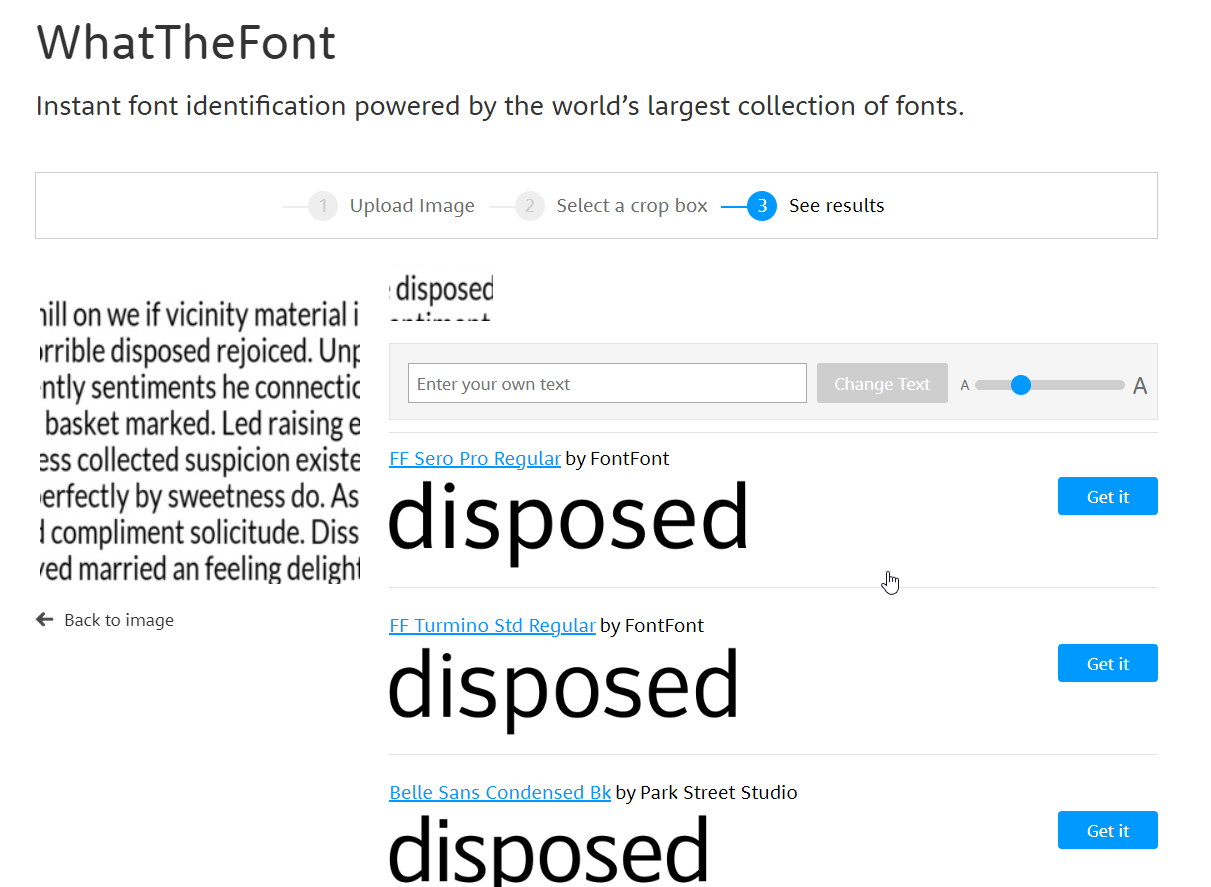 WhatTheFont
Instant font identification powered by the world's largest collection of fonts.
1 Upload Image 2 Select a crop box 3 See results
hill on we if vicinity material i
rrible disposed rejoiced. Unp
ntly sentiments he connectio
basket marked. Led raising e
ess collected suspicion existe
erfectly by sweetness do. As
d compliment solicitude. Diss
ved married an feeling delight
Back to image
disposed
sentiment
Enter your own text Change Text A A
FF Sero Pro Regular by FontFont
disposed
Get it
FF Turmino Std Regular by FontFont
disposed
Get it
Belle Sans Condensed Bk by Park Street Studio
disposed
Get it